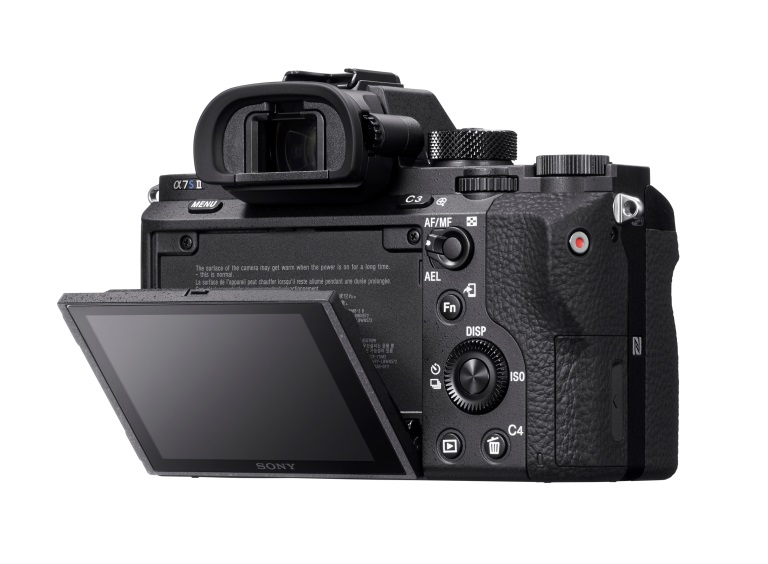 α7SII
MENU
C3
AF/MF
AEL
The surface of the camera may get warm when the power is on for a long time.
– this is normal.
La surface de l'appareil peut chauffer lorsqu'il reste allumé pendant une durée prolongée.
Fn
DISP
ISO
C4
SONY